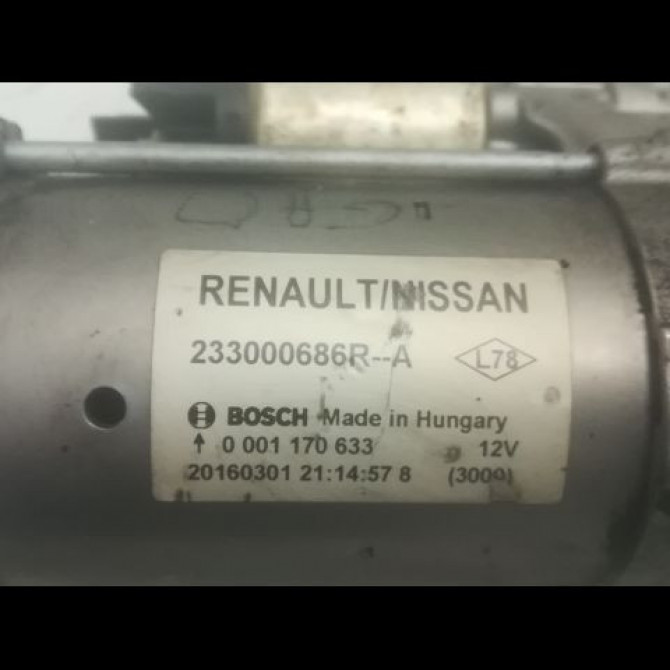 RENAULT/NISSAN
233000686R--A L78
BOSCH Made in Hungary
0 001 170 633 12V
20160301 21:14:57 8 (3000)